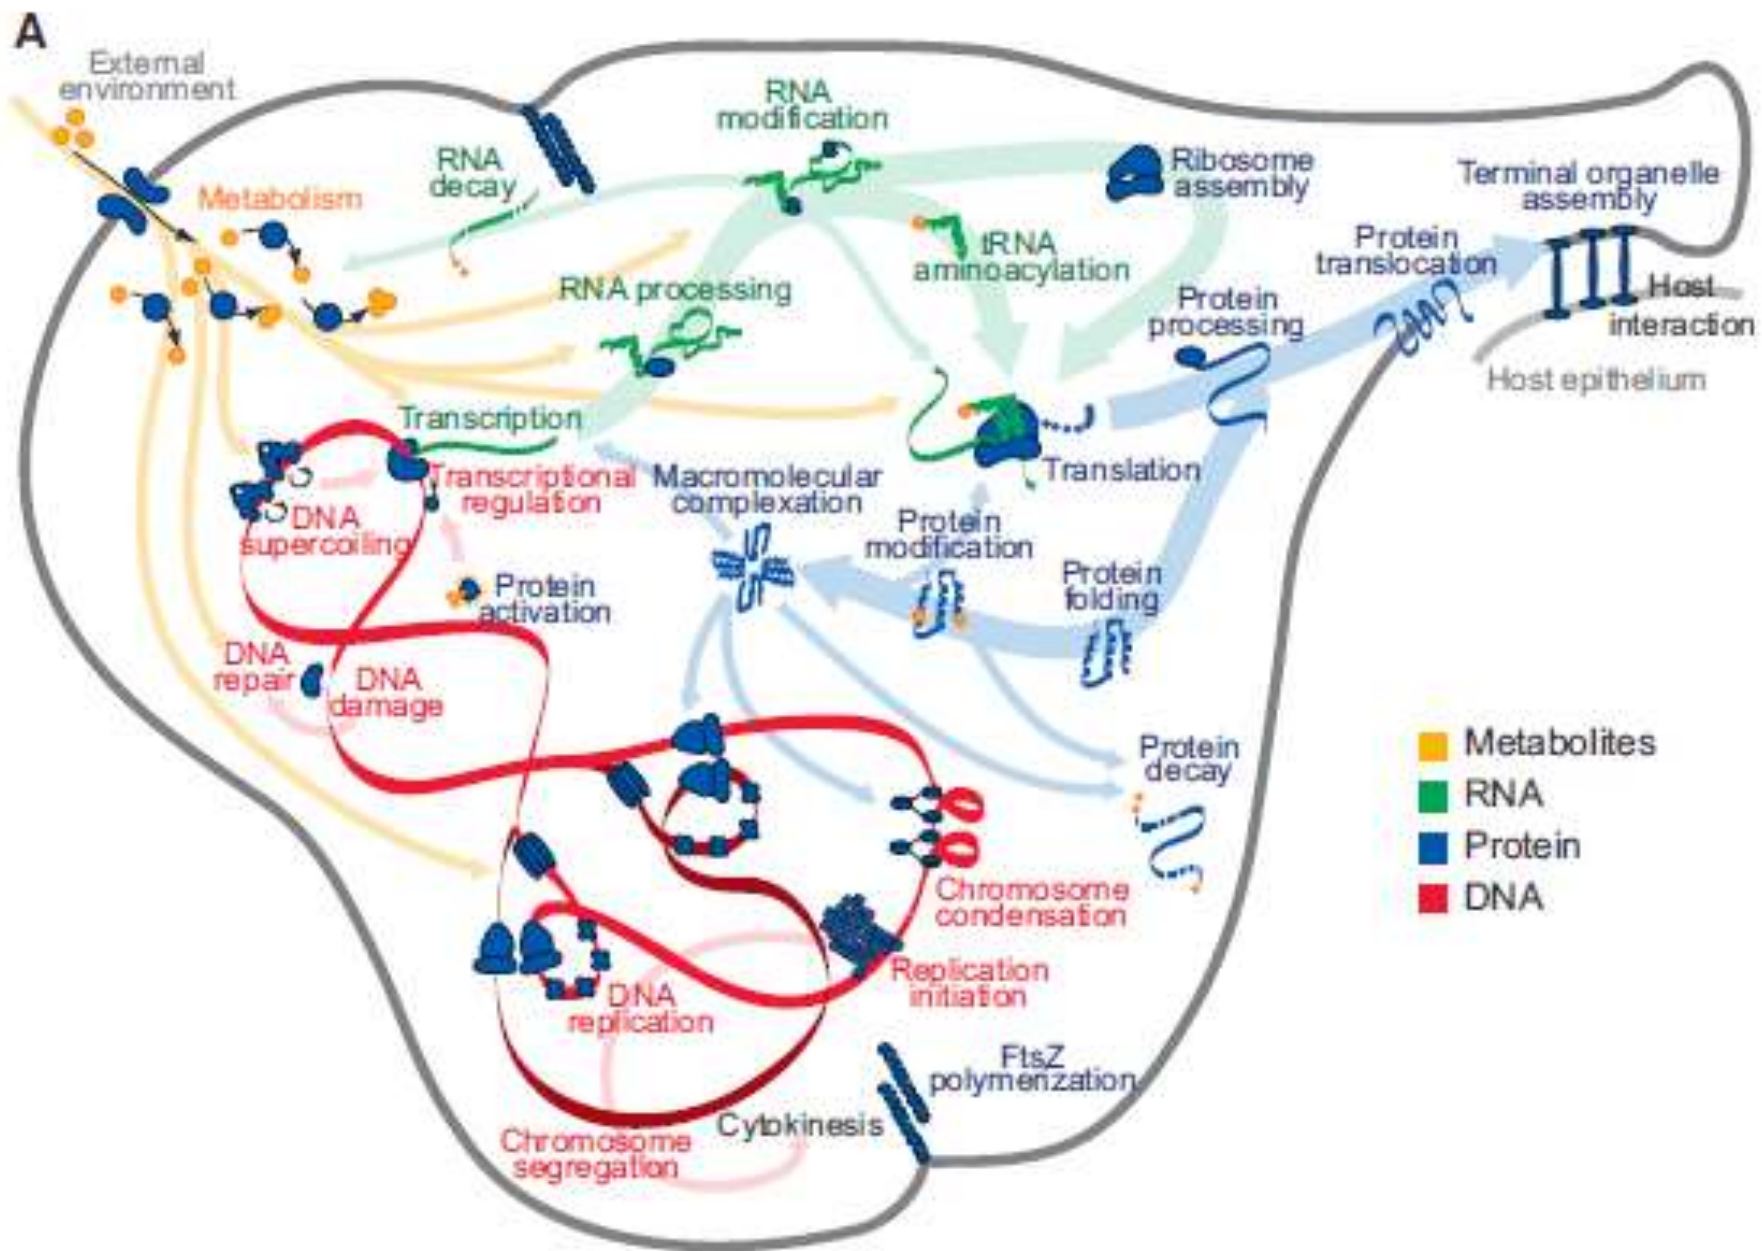 A
External
environment
RNA
modification
RNA
decay
Ribosome
assembly
Terminal organelle
assembly
Metabolism
tRNA
aminoacylation
Protein
translocation
RNA processing
Protein
processing
Host
interaction
Host epithelium
Transcription
Transcriptional
regulation
Macromolecular
complexation
Translation
DNA
supercoiling
Protein
modification
Protein
activation
Protein
folding
DNA
repair
DNA
damage
Protein
decay
Metabolites
RNA
Protein
DNA
Chromosome
condensation
Replication
initiation
DNA
replication
FtsZ
polymerization
Cytokinesis
Chromosome
segregation